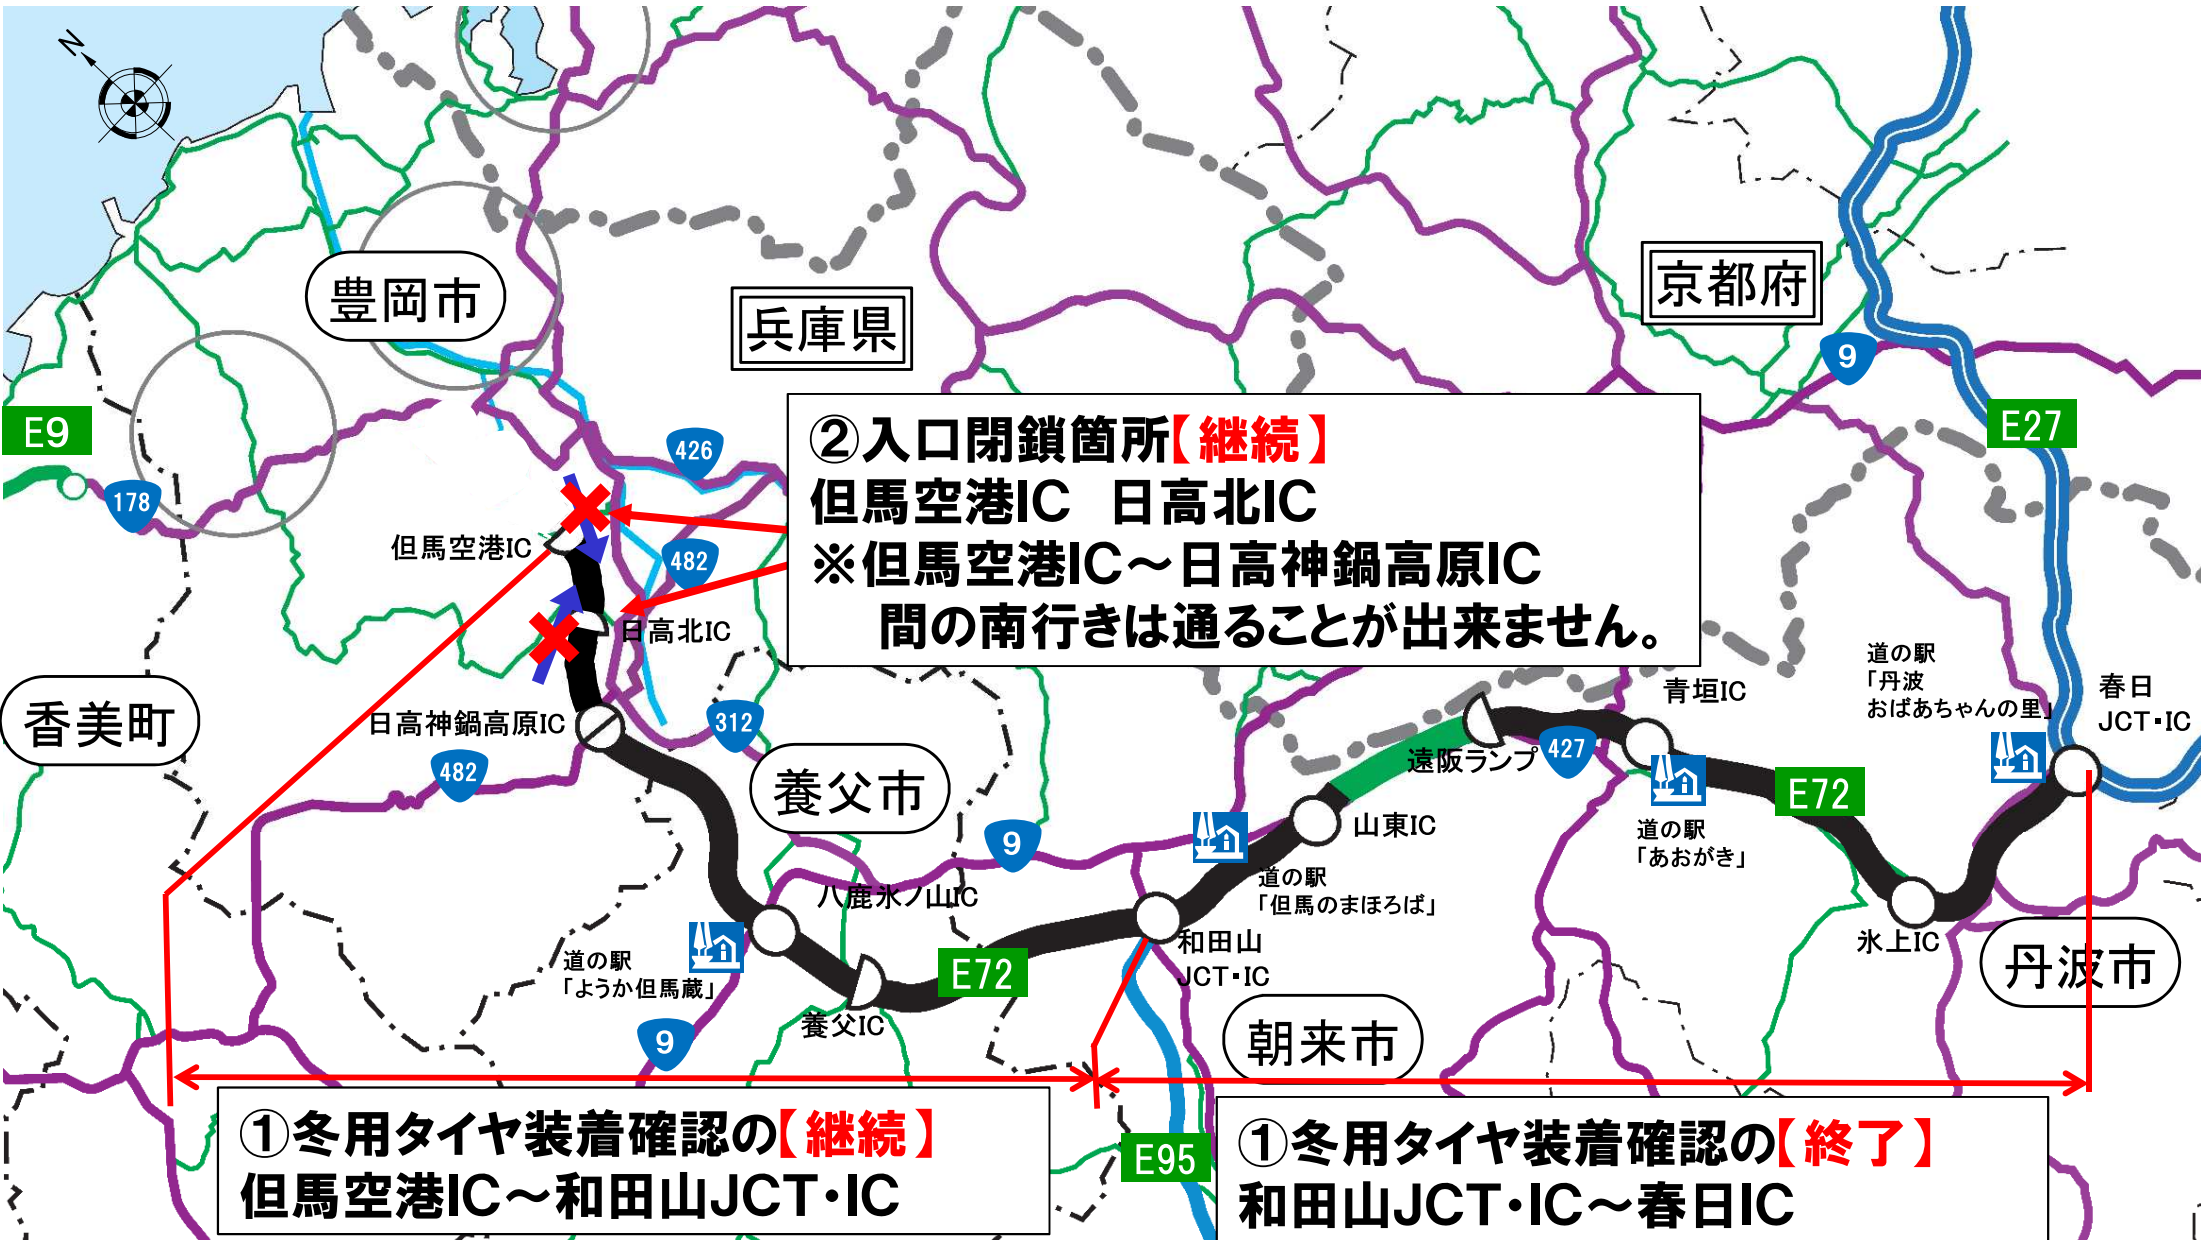 N
豊岡市
兵庫県
京都府
9
E9
178
426
482
E27
②入口閉鎖箇所【継続】
但馬空港IC　日高北IC
※但馬空港IC～日高神鍋高原IC
間の南行きは通ることが出来ません。
但馬空港IC
日高北IC
香美町
日高神鍋高原IC
482
312
養父市
9
八鹿氷ノ山IC
道の駅
「ようか但馬蔵」
9
養父IC
E72
和田山
JCT・IC
道の駅
「但馬のまほろば」
山東IC
遠阪ランプ
427
青垣IC
道の駅
「あおがき」
E72
道の駅
「丹波
おばあちゃんの里」
春日
JCT・IC
氷上IC
丹波市
朝来市
E95
①冬用タイヤ装着確認の【継続】
但馬空港IC～和田山JCT・IC
①冬用タイヤ装着確認の【終了】
和田山JCT・IC～春日IC